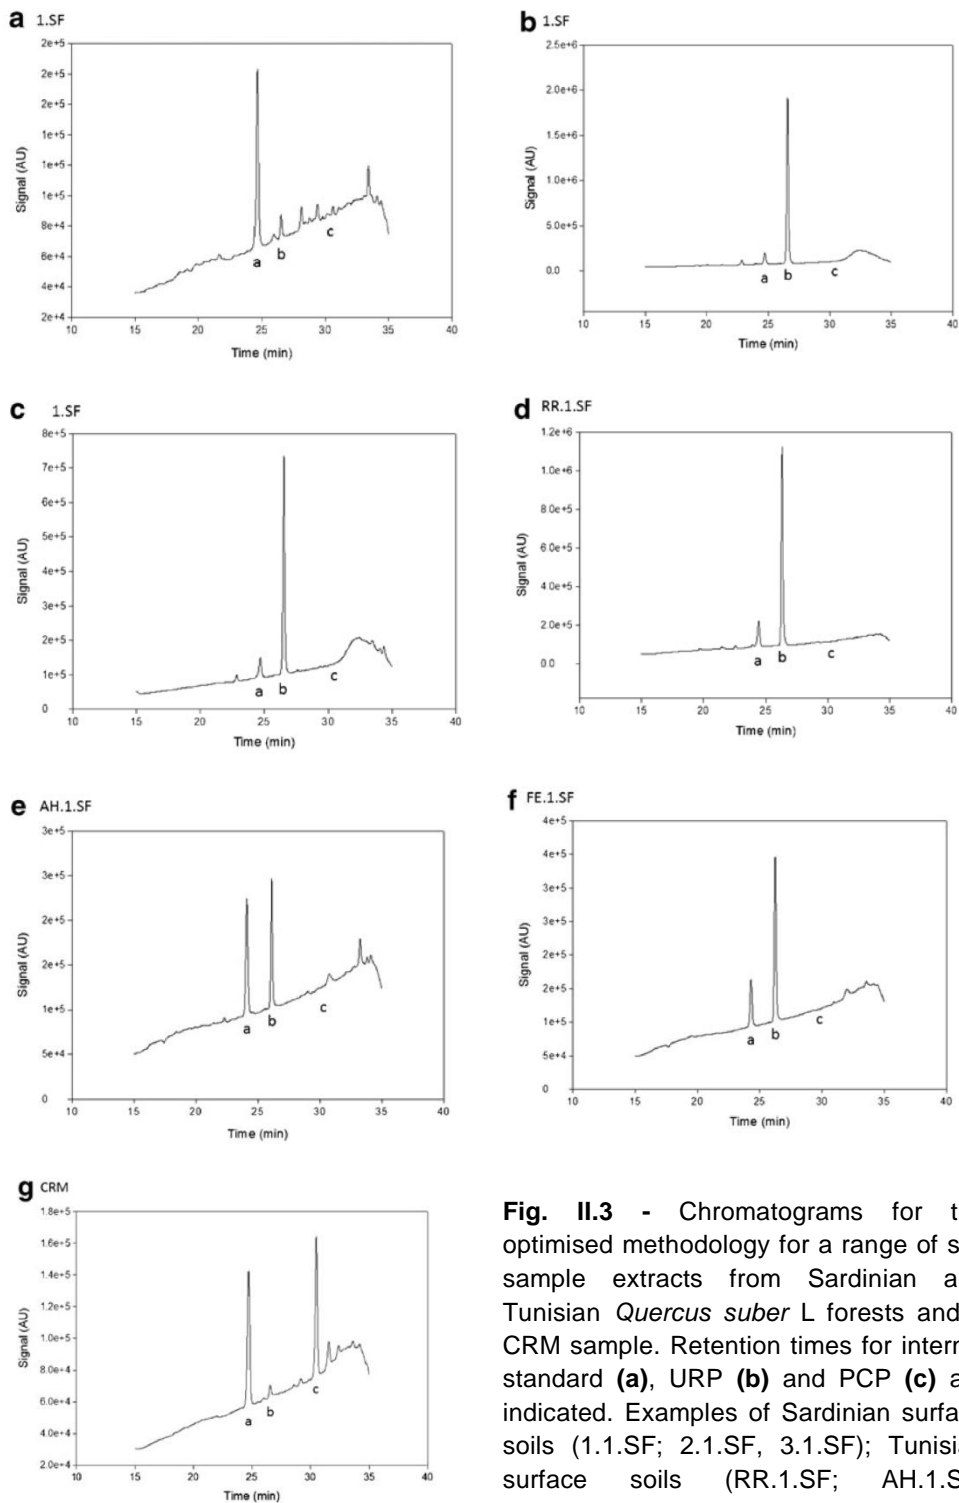 a 1.SF
2e+5
2e+5
1e+5
1e+5
8e+4
6e+4
4e+4
2e+4
Signal (AU)
a
b
c
10 15 20 25 30 35 40
Time (min)
b 1.SF
2.5e+6
2.0e+6
1.5e+6
1.0e+6
5.0e+5
0.0
Signal (AU)
a
b
c
10 15 20 25 30 35 40
Time (min)
c 1.SF
8e+5
7e+5
6e+5
5e+5
4e+5
3e+5
2e+5
1e+5
0
Signal (AU)
a
b
c
10 15 20 25 30 35 40
Time (min)
d RR.1.SF
1.2e+6
1.0e+6
8.0e+5
6.0e+5
4.0e+5
2.0e+5
0.0
Signal (AU)
a
b
c
10 15 20 25 30 35 40
Time (min)
e AH.1.SF
3e+5
3e+5
2e+5
2e+5
1e+5
5e+4
0
Signal (AU)
a
b
c
10 15 20 25 30 35 40
Time (min)
f FE.1.SF
4e+5
4e+5
3e+5
3e+5
2e+5
2e+5
1e+5
5e+4
0
Signal (AU)
a
b
c
10 15 20 25 30 35 40
Time (min)
g CRM
1.8e+5
1.6e+5
1.4e+5
1.2e+5
1.0e+5
8.0e+4
6.0e+4
4.0e+4
2.0e+4
Signal (AU)
a
b
c
10 15 20 25 30 35 40
Time (min)
Fig. II.3 - Chromatograms for t
optimised methodology for a range of s
sample extracts from Sardinian a
Tunisian Quercus suber L forests and
CRM sample. Retention times for intern
standard (a), URP (b) and PCP (c) a
indicated. Examples of Sardinian surfa
soils (1.1.SF; 2.1.SF, 3.1.SF); Tunisia
surface soils (RR.1.SF; AH.1.S